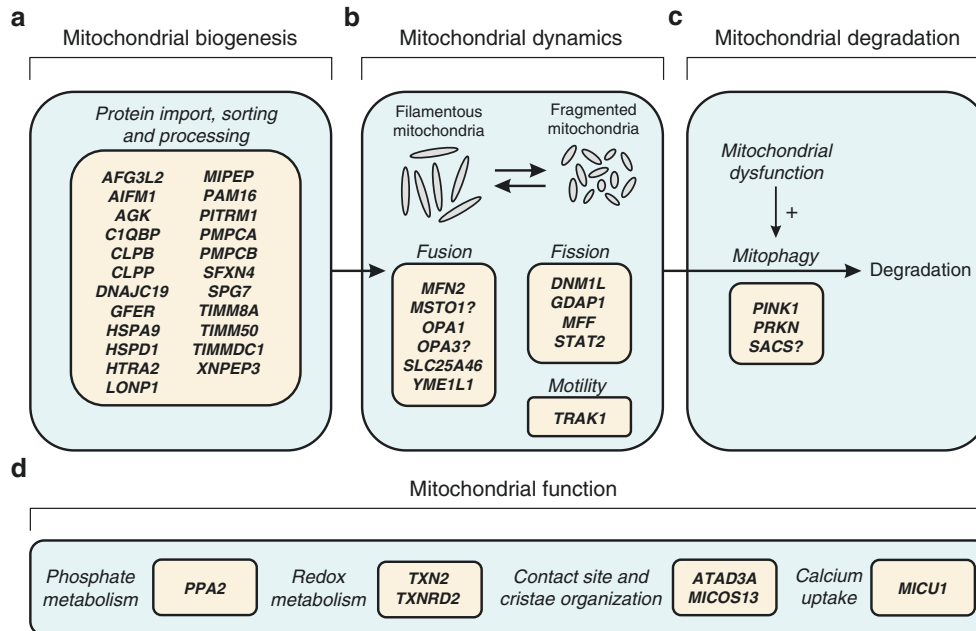 a
Mitochondrial biogenesis
Protein import, sorting
and processing
AFG3L2
AIFM1
AGK
C1QBP
CLPB
CLPP
DNAJC19
GFER
HSPA9
HSPD1
HTRA2
LONP1
MIPEP
PAM16
PITRM1
PMPCA
PMPCB
SFXN4
SPG7
TIMM8A
TIMM50
TIMMDC1
XNPEP3
b
Mitochondrial dynamics
Filamentous
mitochondria
Fragmented
mitochondria
Fusion
MFN2
MSTO1?
OPA1
OPA3?
SLC25A46
YME1L1
Fission
DNM1L
GDAP1
MFF
STAT2
Motility
TRAK1
c
Mitochondrial degradation
Mitochondrial
dysfunction
+
Mitophagy
PINK1
PRKN
SACS?
Degradation
d
Mitochondrial function
Phosphate
metabolism
PPA2
Redox
metabolism
TXN2
TXNRD2
Contact site and
cristae organization
ATAD3A
MICOS13
Calcium
uptake
MICU1